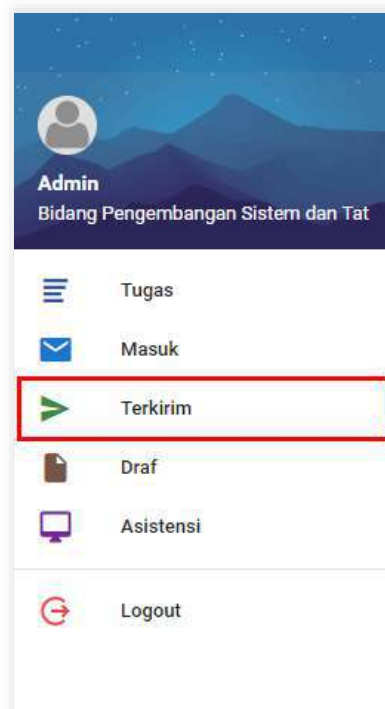 Admin
Bidang Pengembangan Sistem dan Tat
Tugas
Masuk
Terkirim
Draf
Asistensi
Logout